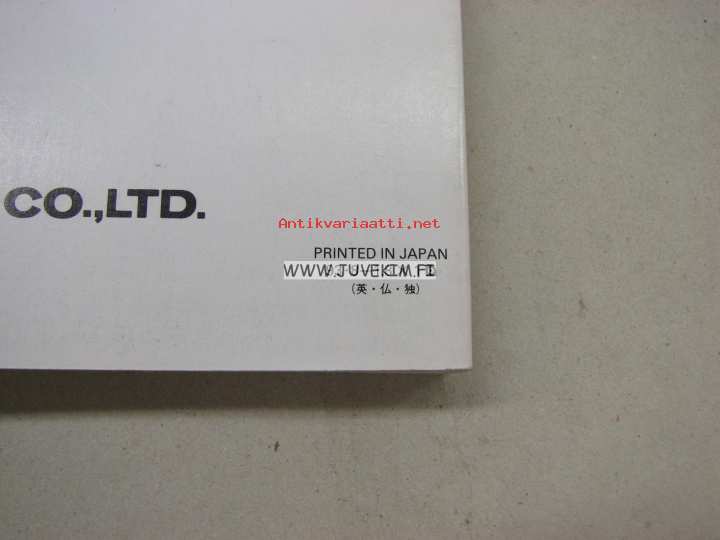 CO.,LTD.
Antikvariaatti.net
PRINTED IN JAPAN
WWW.JUVEKIM.FI
(英・仏・独)